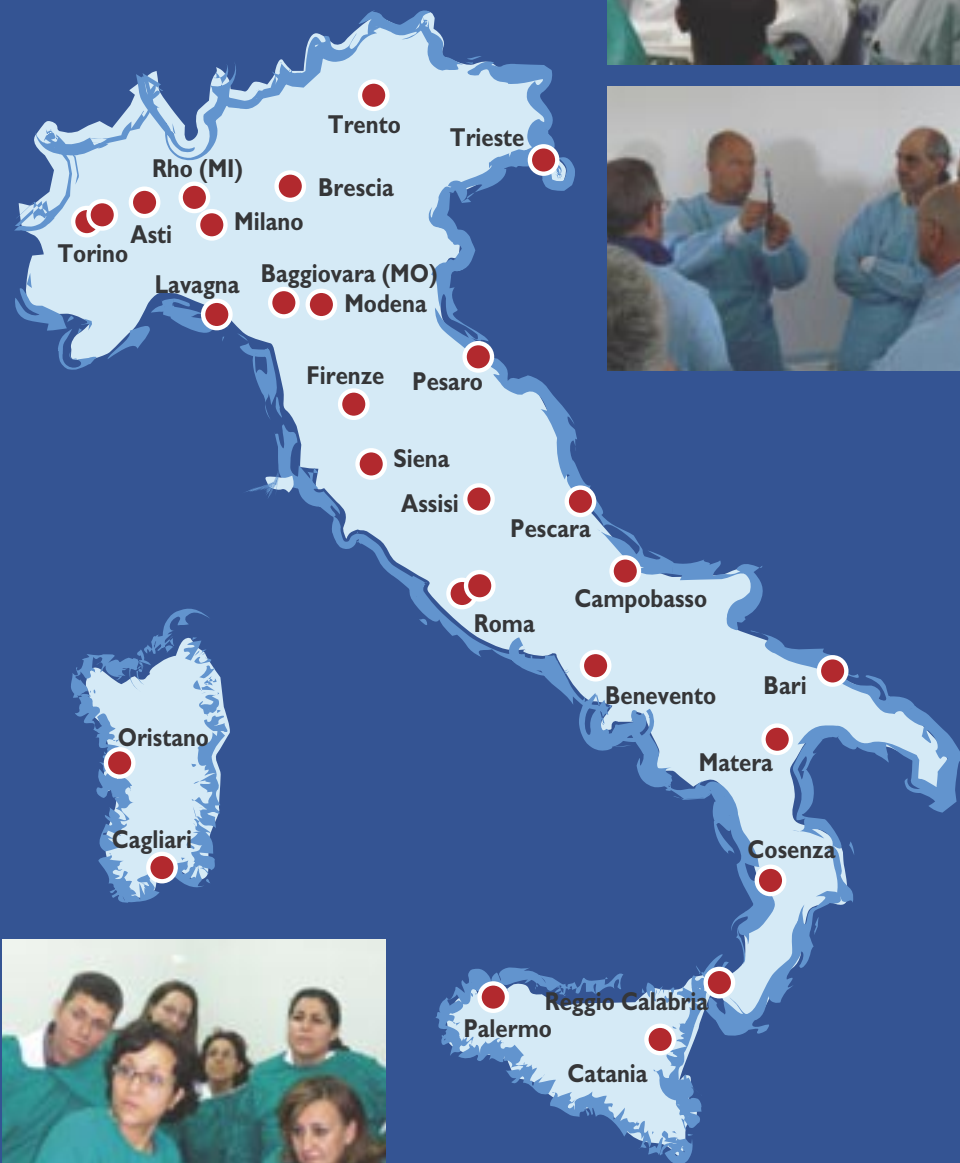 Trento
Trieste
Rho (MI)
Brescia
Milano
Asti
Torino
Baggiovara (MO)
Lavagna
Modena
Firenze
Pesaro
Siena
Assisi
Pescara
Campobasso
Roma
Bari
Benevento
Oristano
Matera
Cagliari
Cosenza
Reggio Calabria
Palermo
Catania